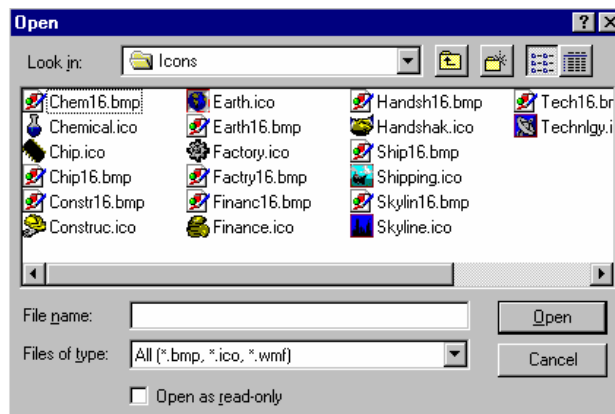 Open
Look in: Icons
Chem16.bmp Earth.ico Handsh16.bmp Tech16.br
Chemical.ico Earth16.bmp Handshak.ico Technlgy.i
Chip.ico Factory.ico Ship16.bmp
Chip16.bmp Factry16.bmp Shipping.ico
Constr16.bmp Financ16.bmp Skylin16.bmp
Construc.ico Finance.ico Skyline.ico
File name: Open
Files of type: All (*.bmp, *.ico, *.wmf) Cancel
Open as read-only